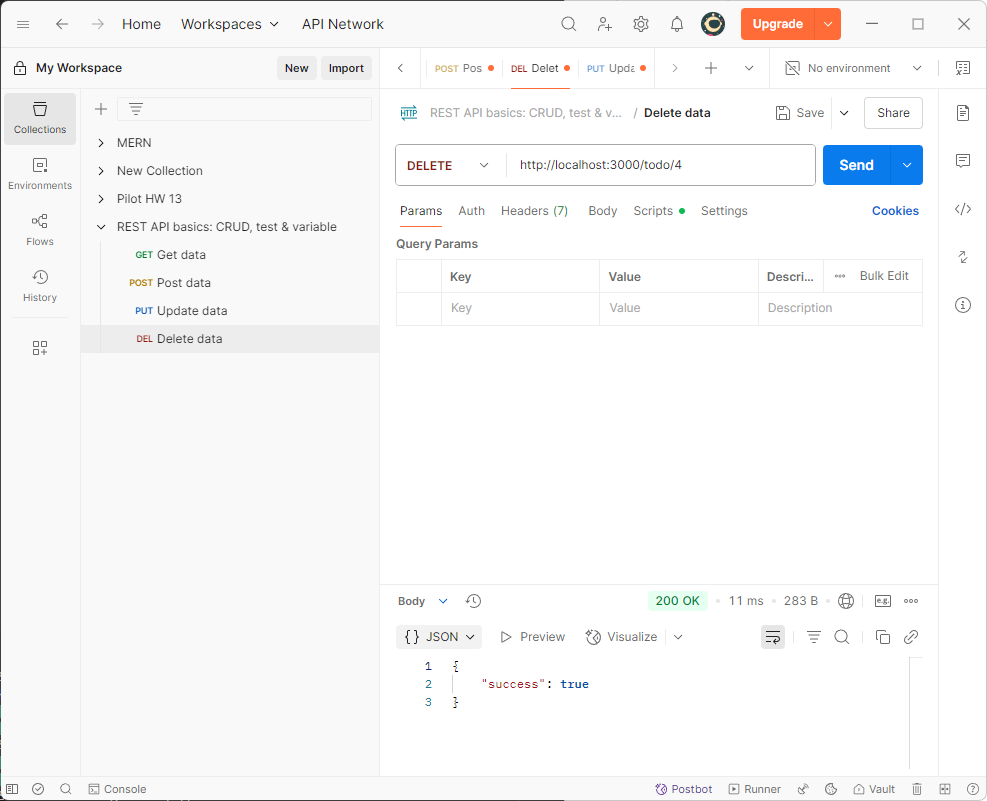 Home Workspaces API Network Upgrade
My Workspace New Import POST Pos DEL Delet PUT Upda No environment
Collections
Environments
Flows
History
MERN
New Collection
Pilot HW 13
REST API basics: CRUD, test & variable
GET Get data
POST Post data
PUT Update data
DEL Delete data
HTTP REST API basics: CRUD, test & v... / Delete data Save Share
DELETE http://localhost:3000/todo/4 Send
Params Auth Headers (7) Body Scripts Settings Cookies
Query Params
Key Value Descri... Bulk Edit
Key Value Description
Body 200 OK 11 ms 283 B e.g.
{} JSON Preview Visualize
1 {
2 "success": true
3 }
Console Postbot Runner Vault